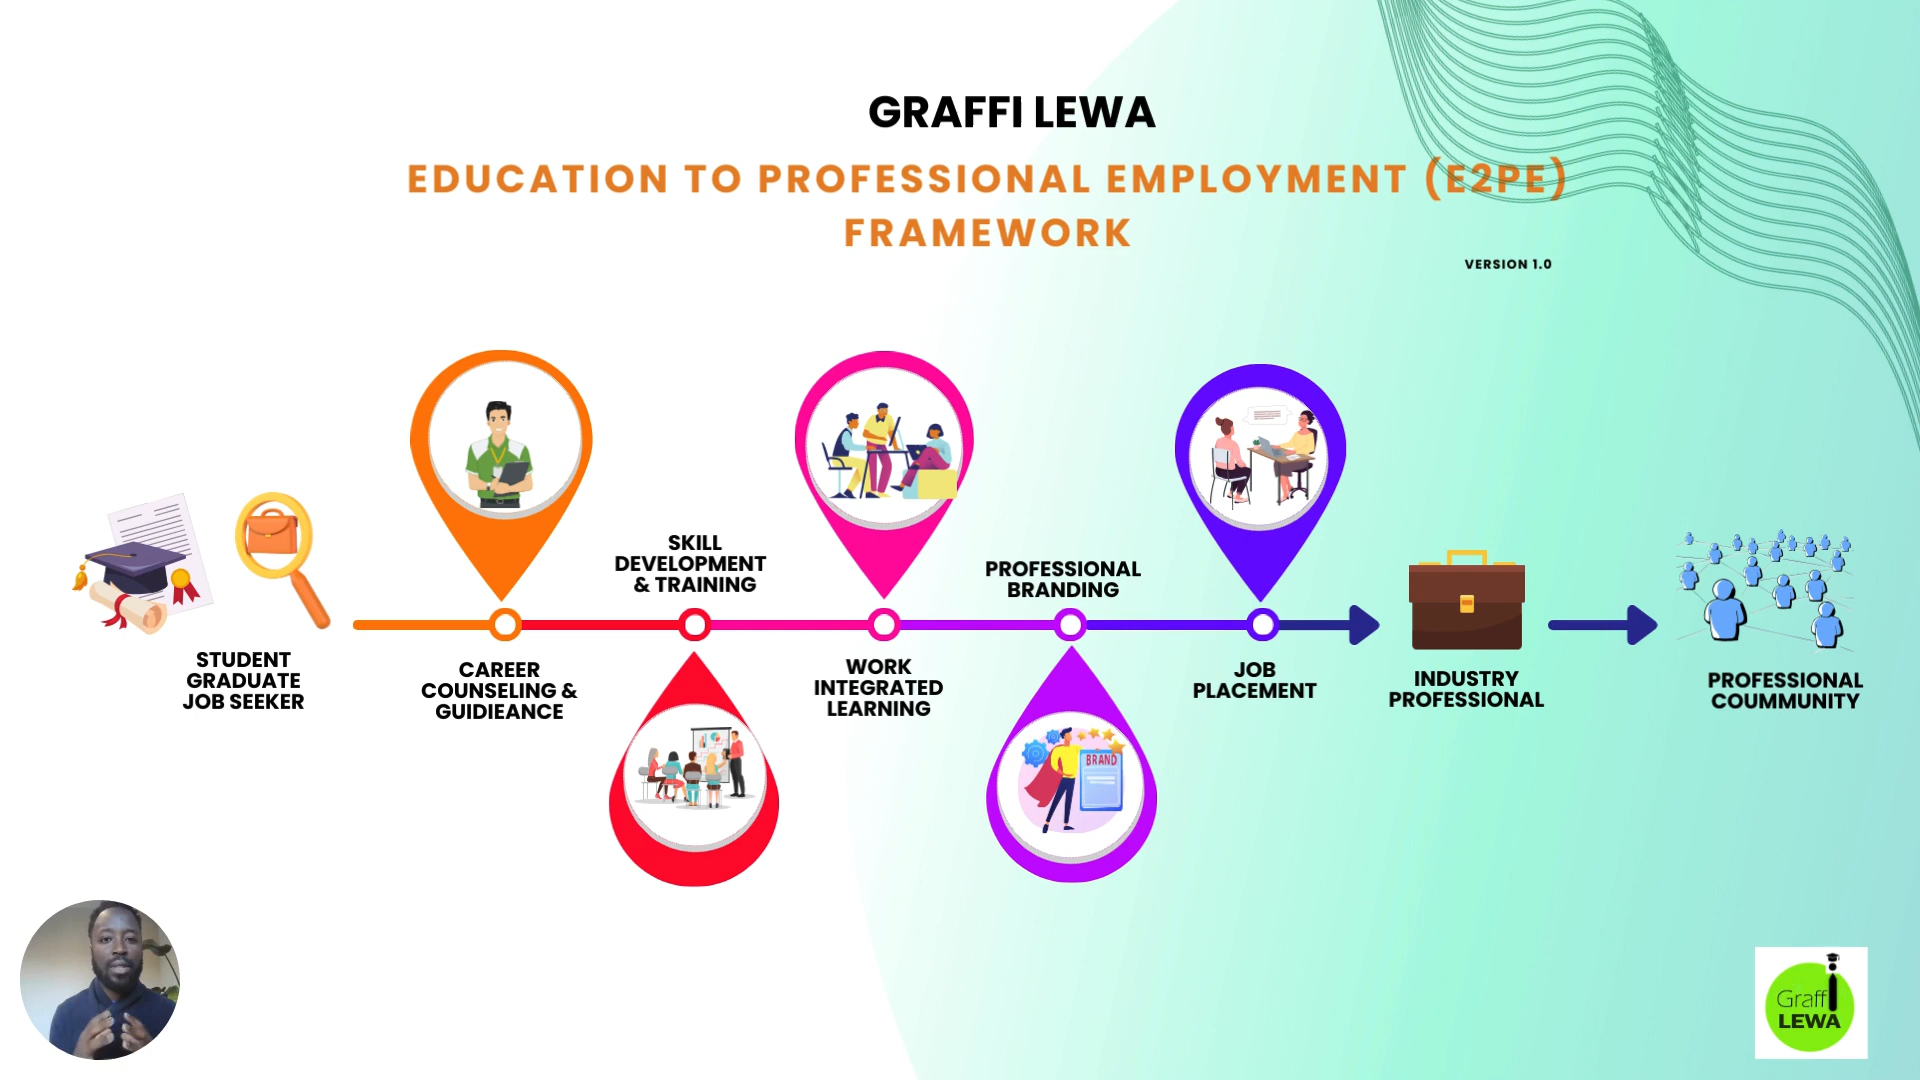 GRAFFI LEWA
EDUCATION TO PROFESSIONAL EMPLOYMENT (E2PE)
FRAMEWORK
VERSION 1.0
STUDENT
GRADUATE
JOB SEEKER
CAREER
COUNSELING &
GUIDIEANCE
SKILL
DEVELOPMENT
& TRAINING
WORK
INTEGRATED
LEARNING
PROFESSIONAL
BRANDING
BRAND
JOB
PLACEMENT
INDUSTRY
PROFESSIONAL
PROFESSIONAL
COUMMUNITY
Graffi
LEWA